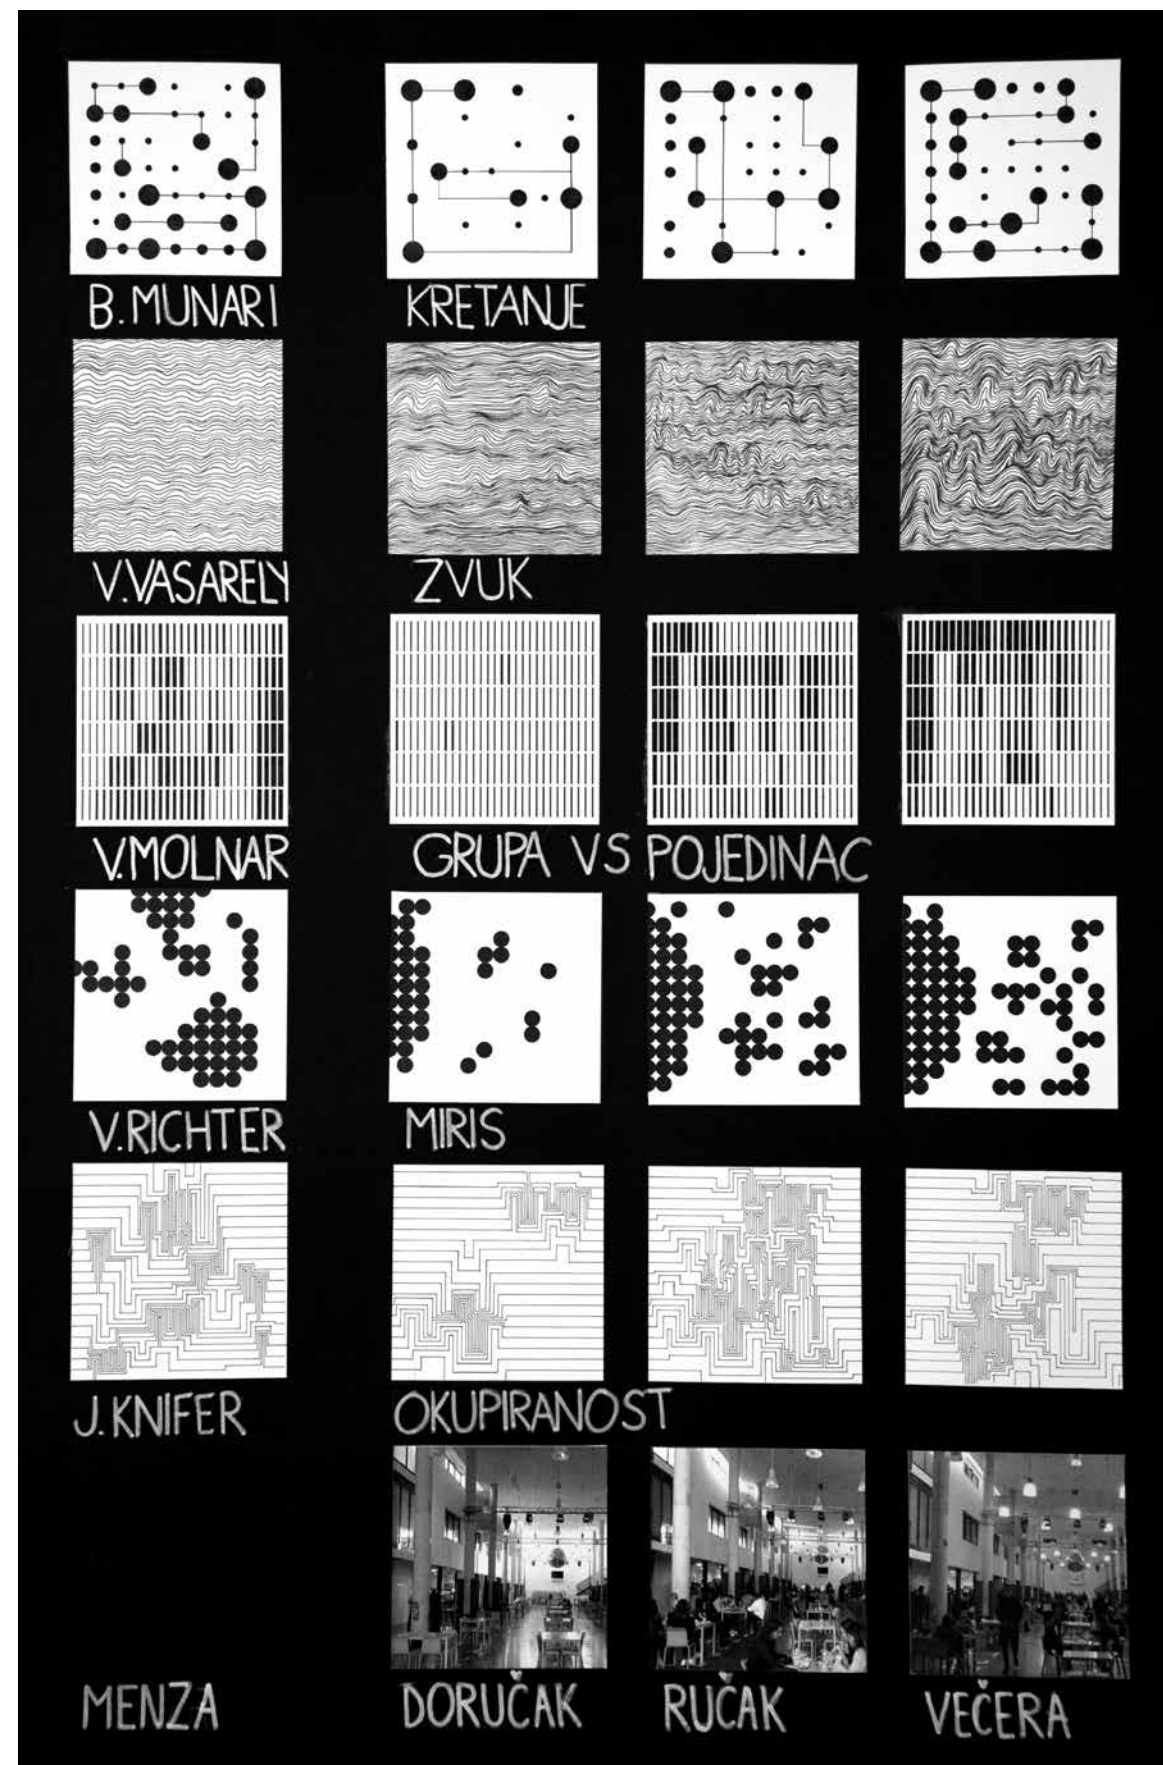 B. MUNARI KRETANJE
V. VASARELY ZVUK
V. MOLNAR GRUPA VS POJEDINAC
V. RICHTER MIRIS
J. KNIFER OKUPIRANOST
MENZA DORUČAK RUČAK VEČERA